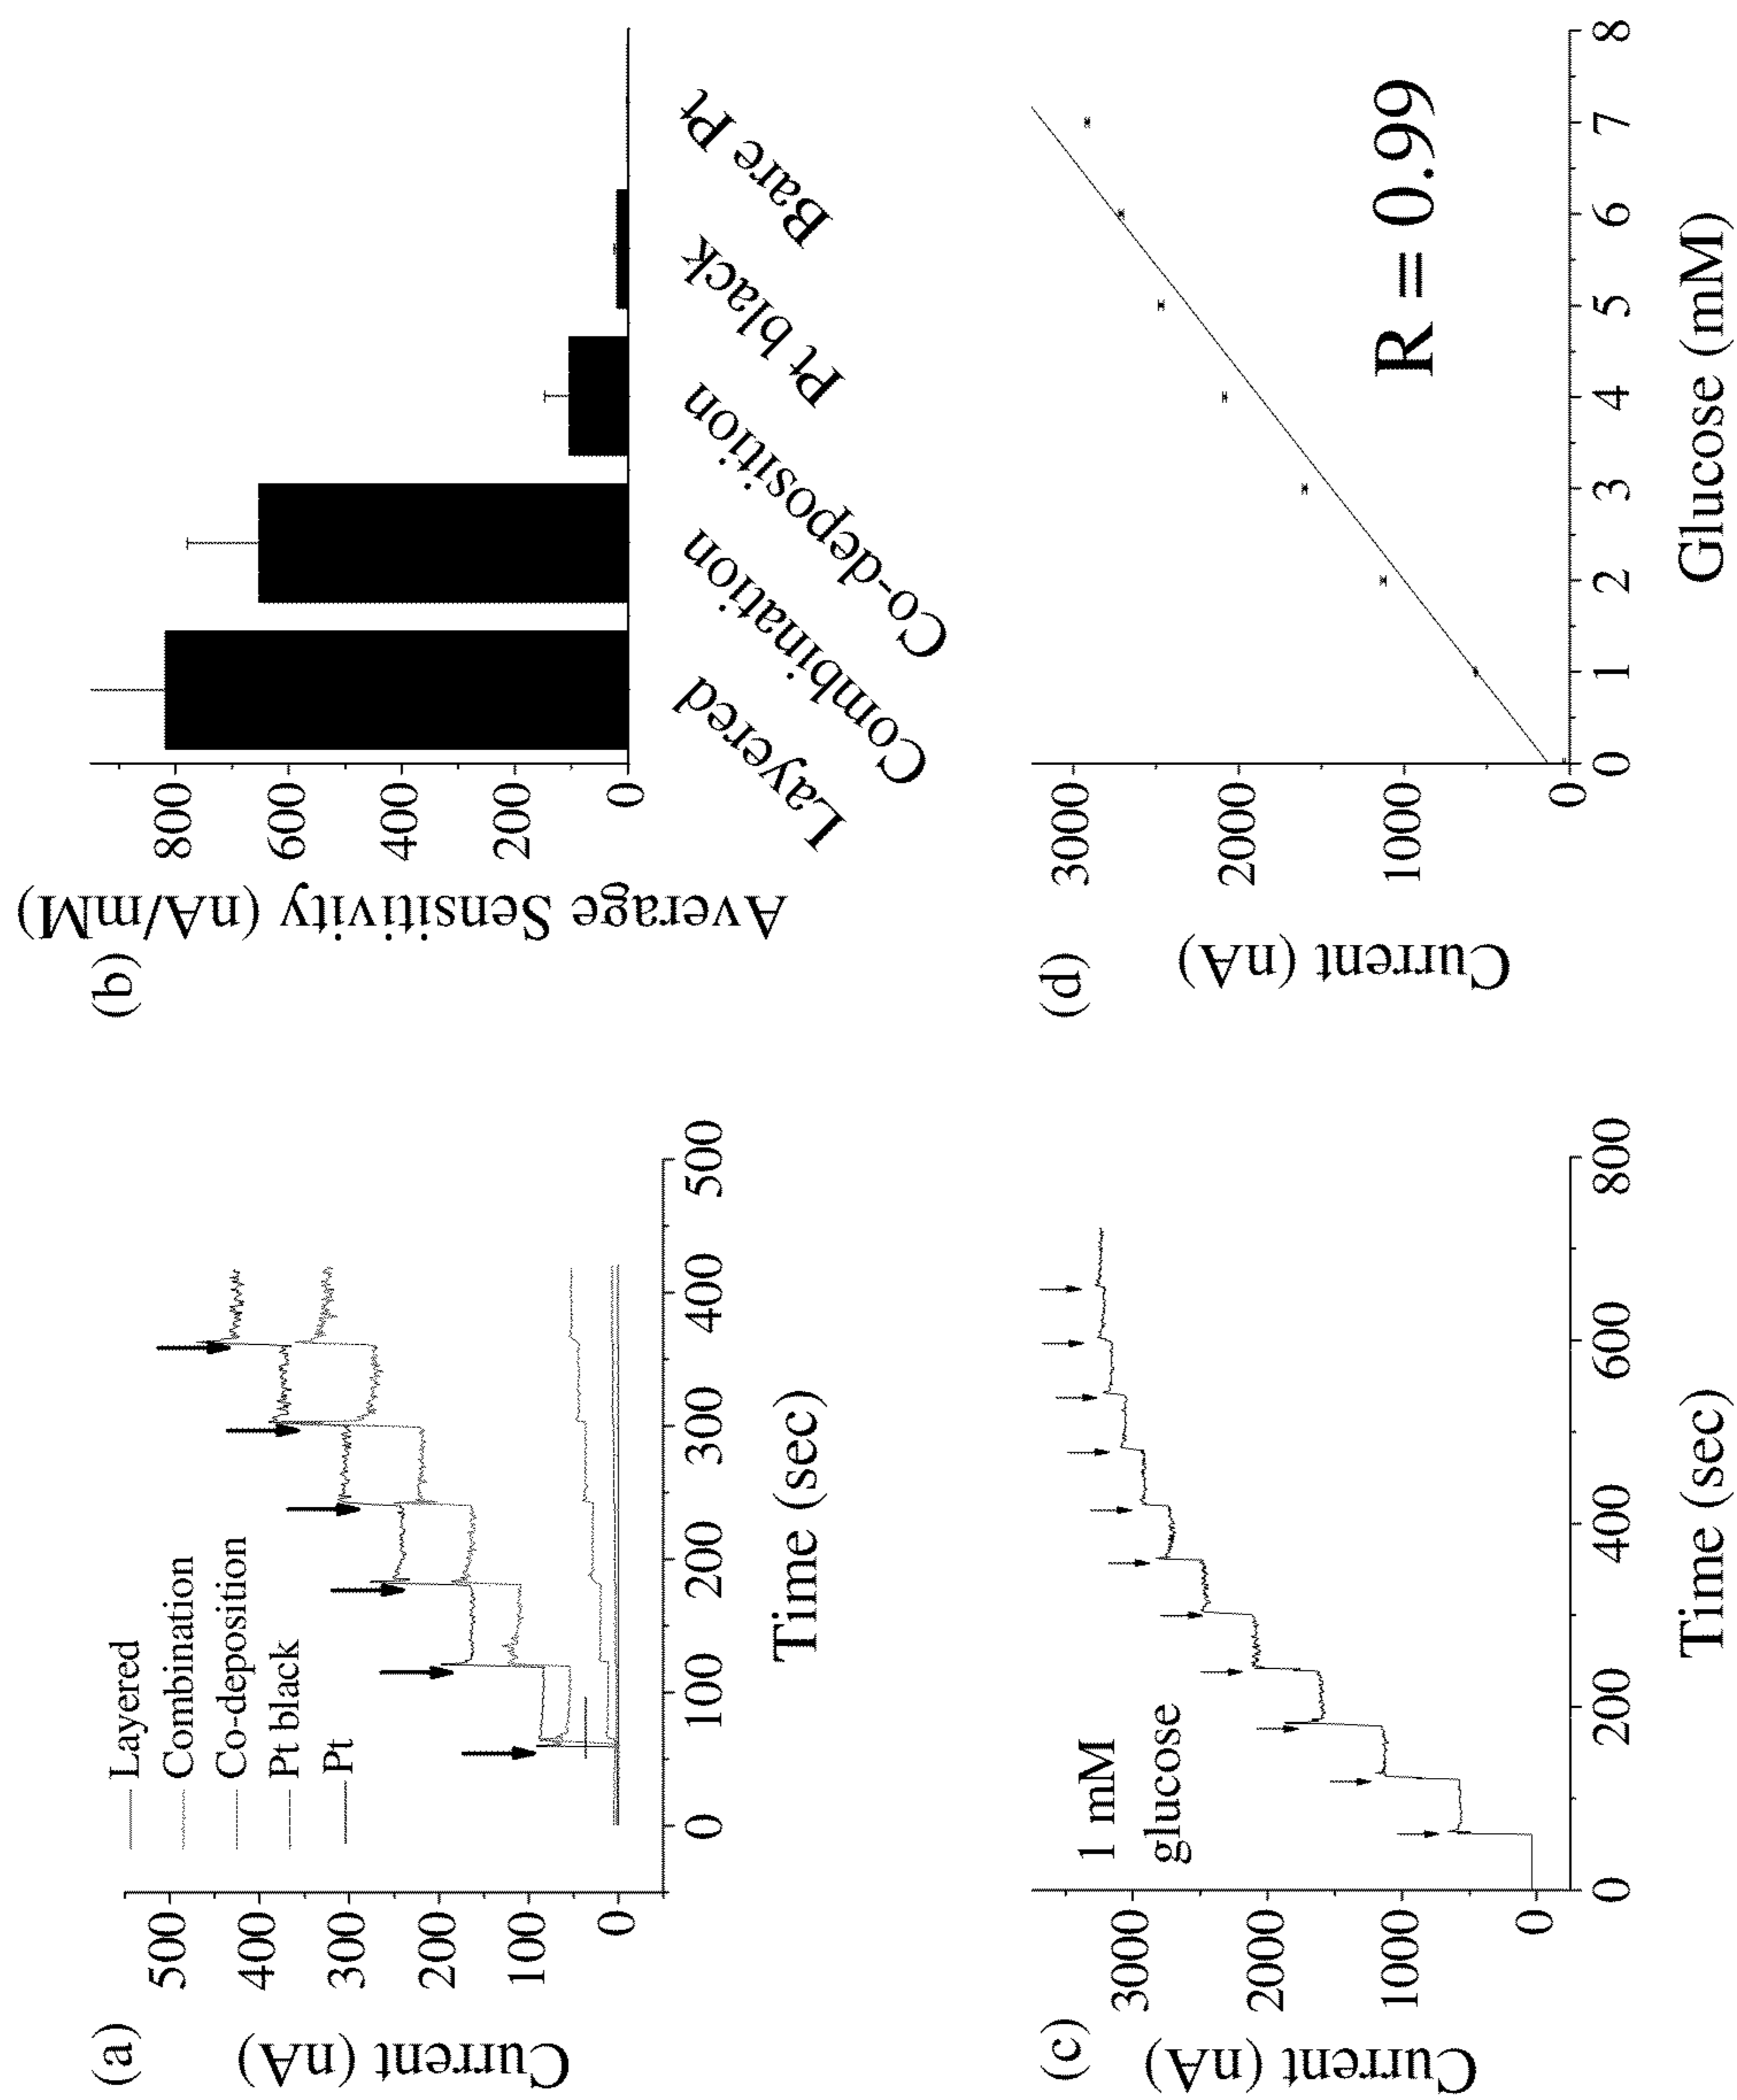 (a)
Current (nA)
500
400
300
200
100
0
Layered
Combination
Co-deposition
Pt black
Pt
0
100
200
300
400
500
Time (sec)
(b)
Average Sensitivity (nA/mM)
800
600
400
200
0
Layered
Combination
Co-deposition
Pt black
Bare Pt
(c)
Current (nA)
3000
2000
1000
0
1 mM
glucose
0
200
400
600
800
Time (sec)
(d)
Current (nA)
3000
2000
1000
0
R = 0.99
0
1
2
3
4
5
6
7
8
Glucose (mM)